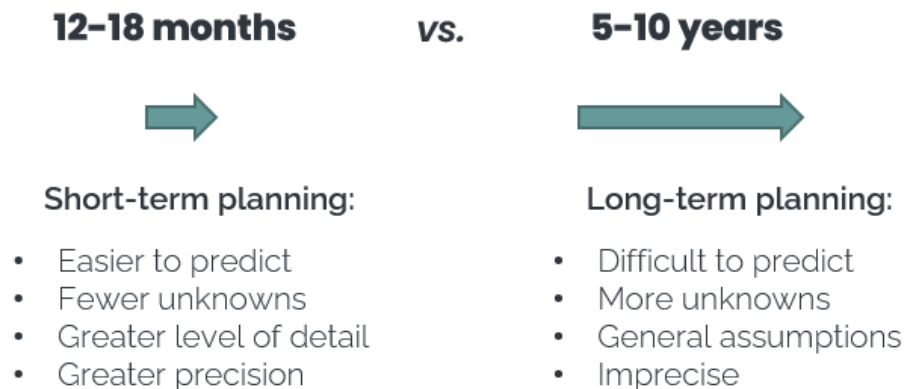 12-18 months vs. 5-10 years
Short-term planning:
• Easier to predict
• Fewer unknowns
• Greater level of detail
• Greater precision
Long-term planning:
• Difficult to predict
• More unknowns
• General assumptions
• Imprecise